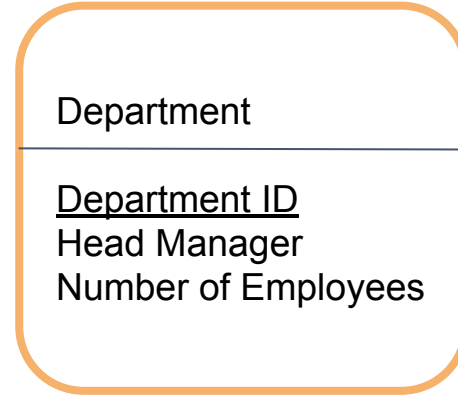 Department
Department ID
Head Manager
Number of Employees